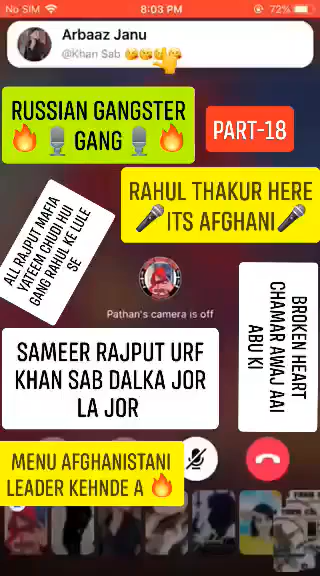 No SIM 8:03 PM 72%
Arbaaz Janu
@Khan Sab 😘😘😘😘
RUSSIAN GANGSTER
🔥🎙️GANG🎙️🔥
PART-18
RAHUL THAKUR HERE
🎤ITS AFGHANI🎤
ALL RAJPUT MAFIA
YATEEM CHUDI HUI
GANG RAHUL KE LULE
SE
Pathan's camera is off
BROKEN HEART
CHAMAR AWAJ AAI
ABU KI
SAMEER RAJPUT URF
KHAN SAB DALKA JOR
LA JOR
MENU AFGHANISTANI
LEADER KEHNDE A 🔥